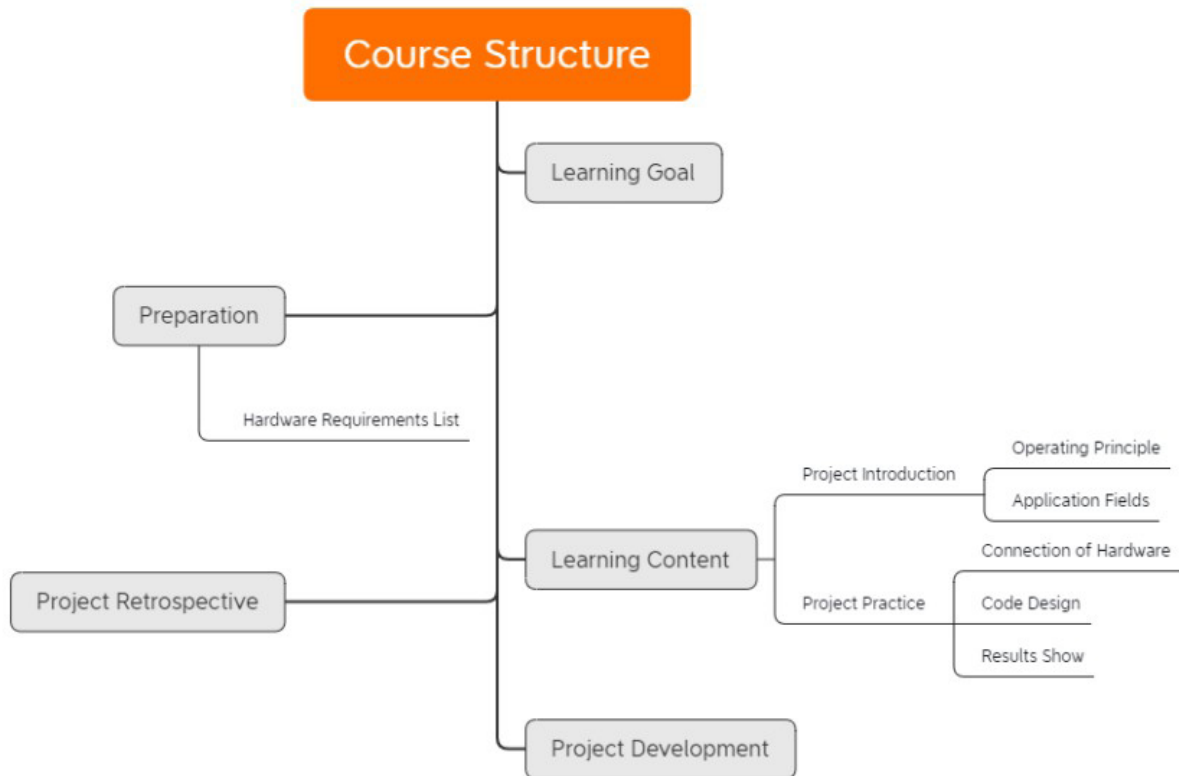 Course Structure
Learning Goal
Preparation
Hardware Requirements List
Learning Content
Project Introduction
Operating Principle
Application Fields
Project Practice
Connection of Hardware
Code Design
Results Show
Project Retrospective
Project Development